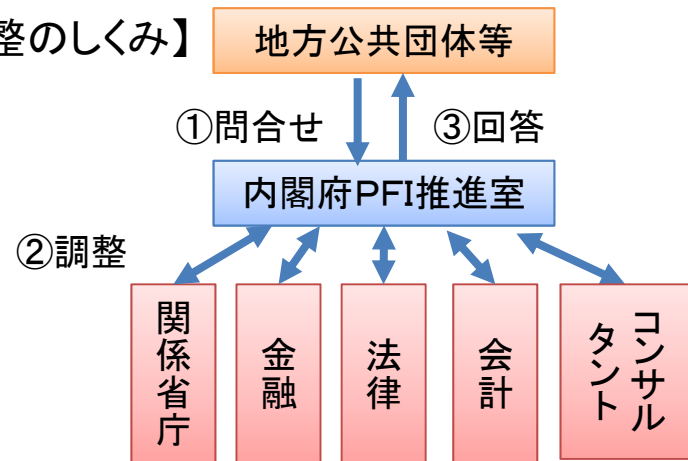 整のしくみ】
地方公共団体等
①問合せ
③回答
内閣府PFI推進室
②調整
関係省庁
金融
法律
会計
コンサル
タント